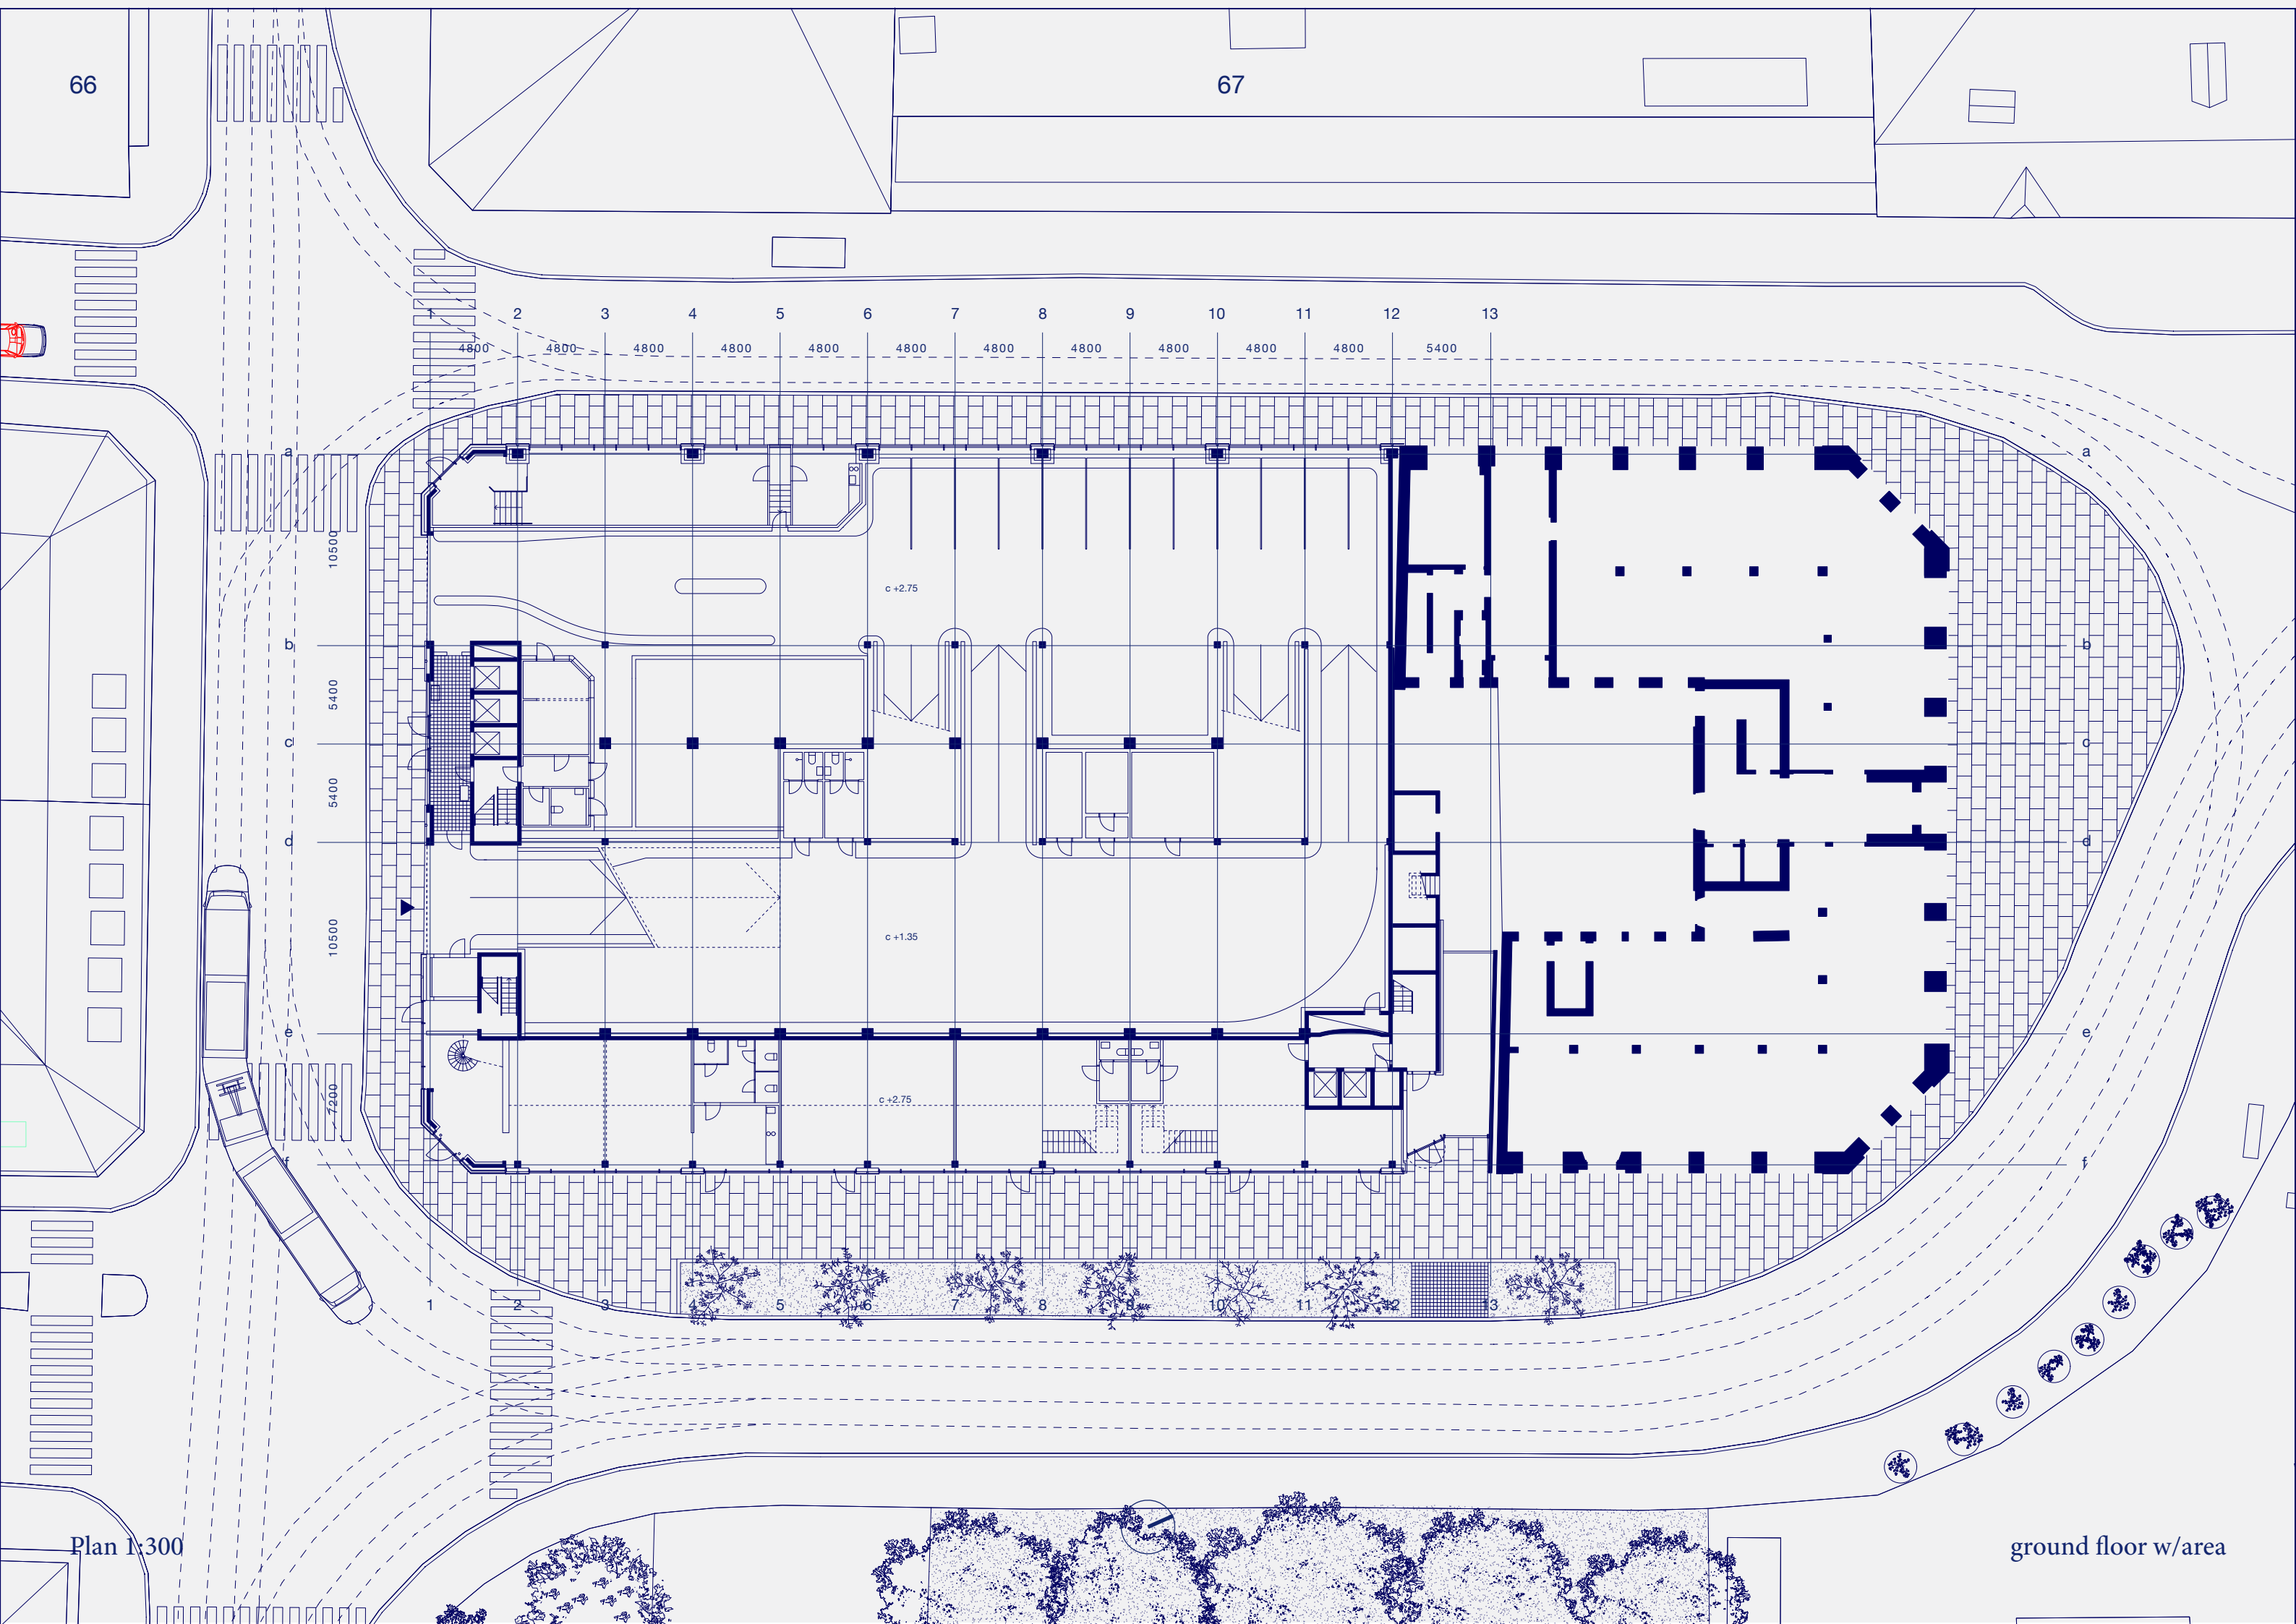 66
67
1 2 3 4 5 6 7 8 9 10 11 12 13
4800 4800 4800 4800 4800 4800 4800 4800 4800 4800 4800 5400
a a
10500
c +2.75
b b
5400
c c
5400
d d
10500
c +1.35
e e
7200
c +2.75
f f
1 2 3 4 5 6 7 8 9 10 11 12 13
Plan 1:300
ground floor w/area